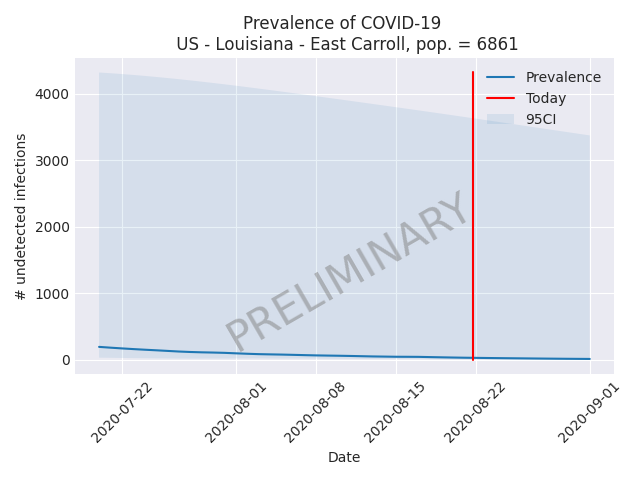 Prevalence of COVID-19
US - Louisiana - East Carroll, pop. = 6861
Prevalence
Today
95CI
4000
3000
2000
1000
0
# undetected infections
PRELIMINARY
2020-07-22
2020-08-01
2020-08-08
2020-08-15
2020-08-22
2020-09-01
Date